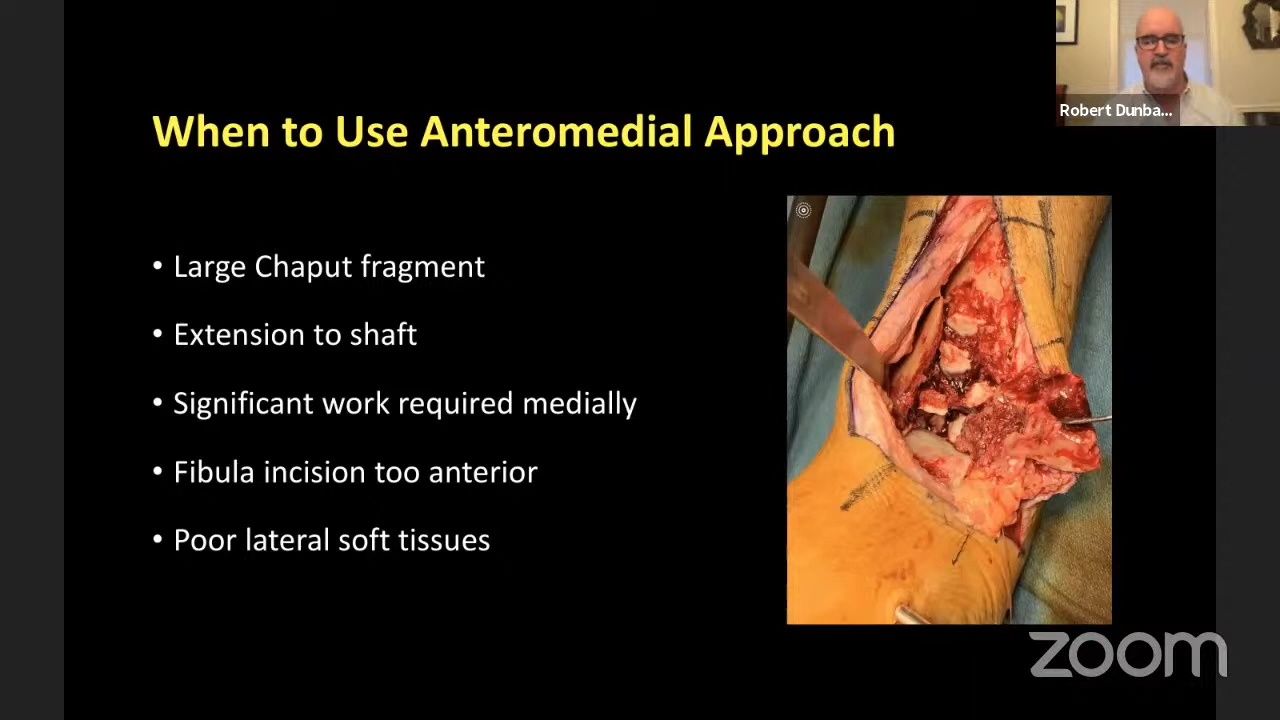 Robert Dunba...
When to Use Anteromedial Approach
• Large Chaput fragment
• Extension to shaft
• Significant work required medially
• Fibula incision too anterior
• Poor lateral soft tissues
zoom